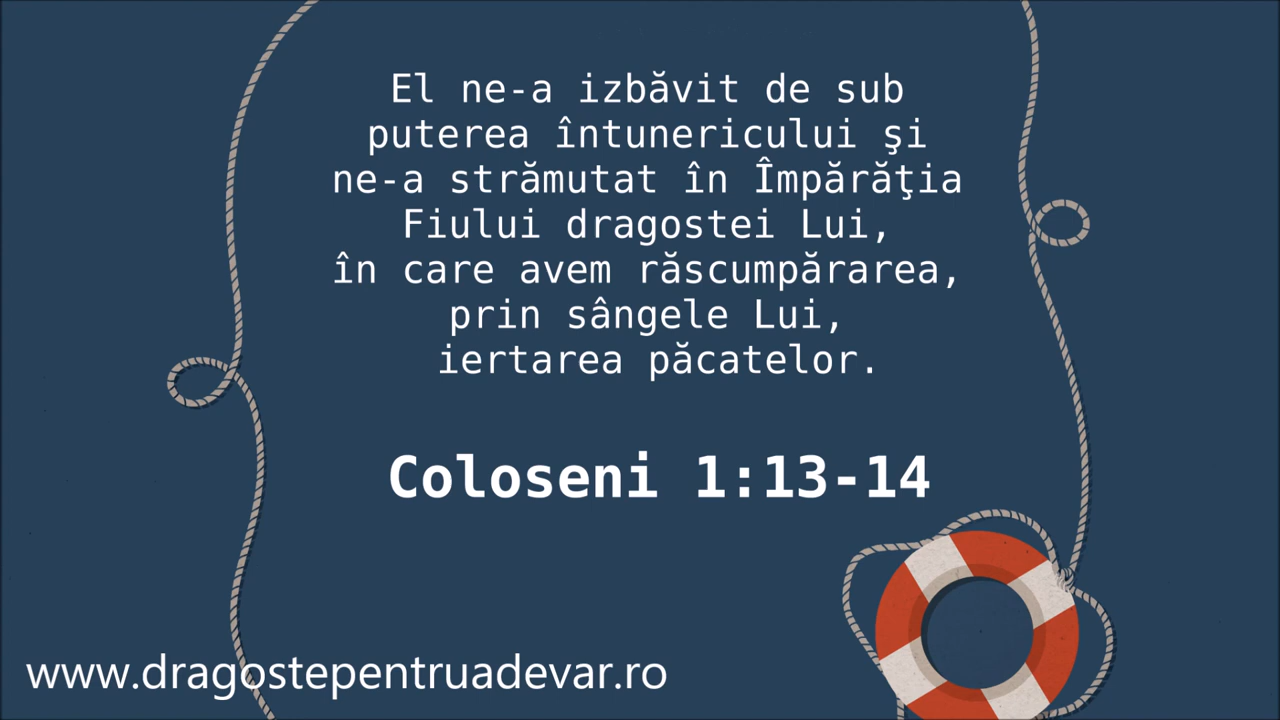 El ne-a izbăvit de sub
puterea întunericului şi
ne-a strămutat în Împărăţia
Fiului dragostei Lui,
în care avem răscumpărarea,
prin sângele Lui,
iertarea păcatelor.
Coloseni 1:13-14
www.dragostepentruadevar.ro